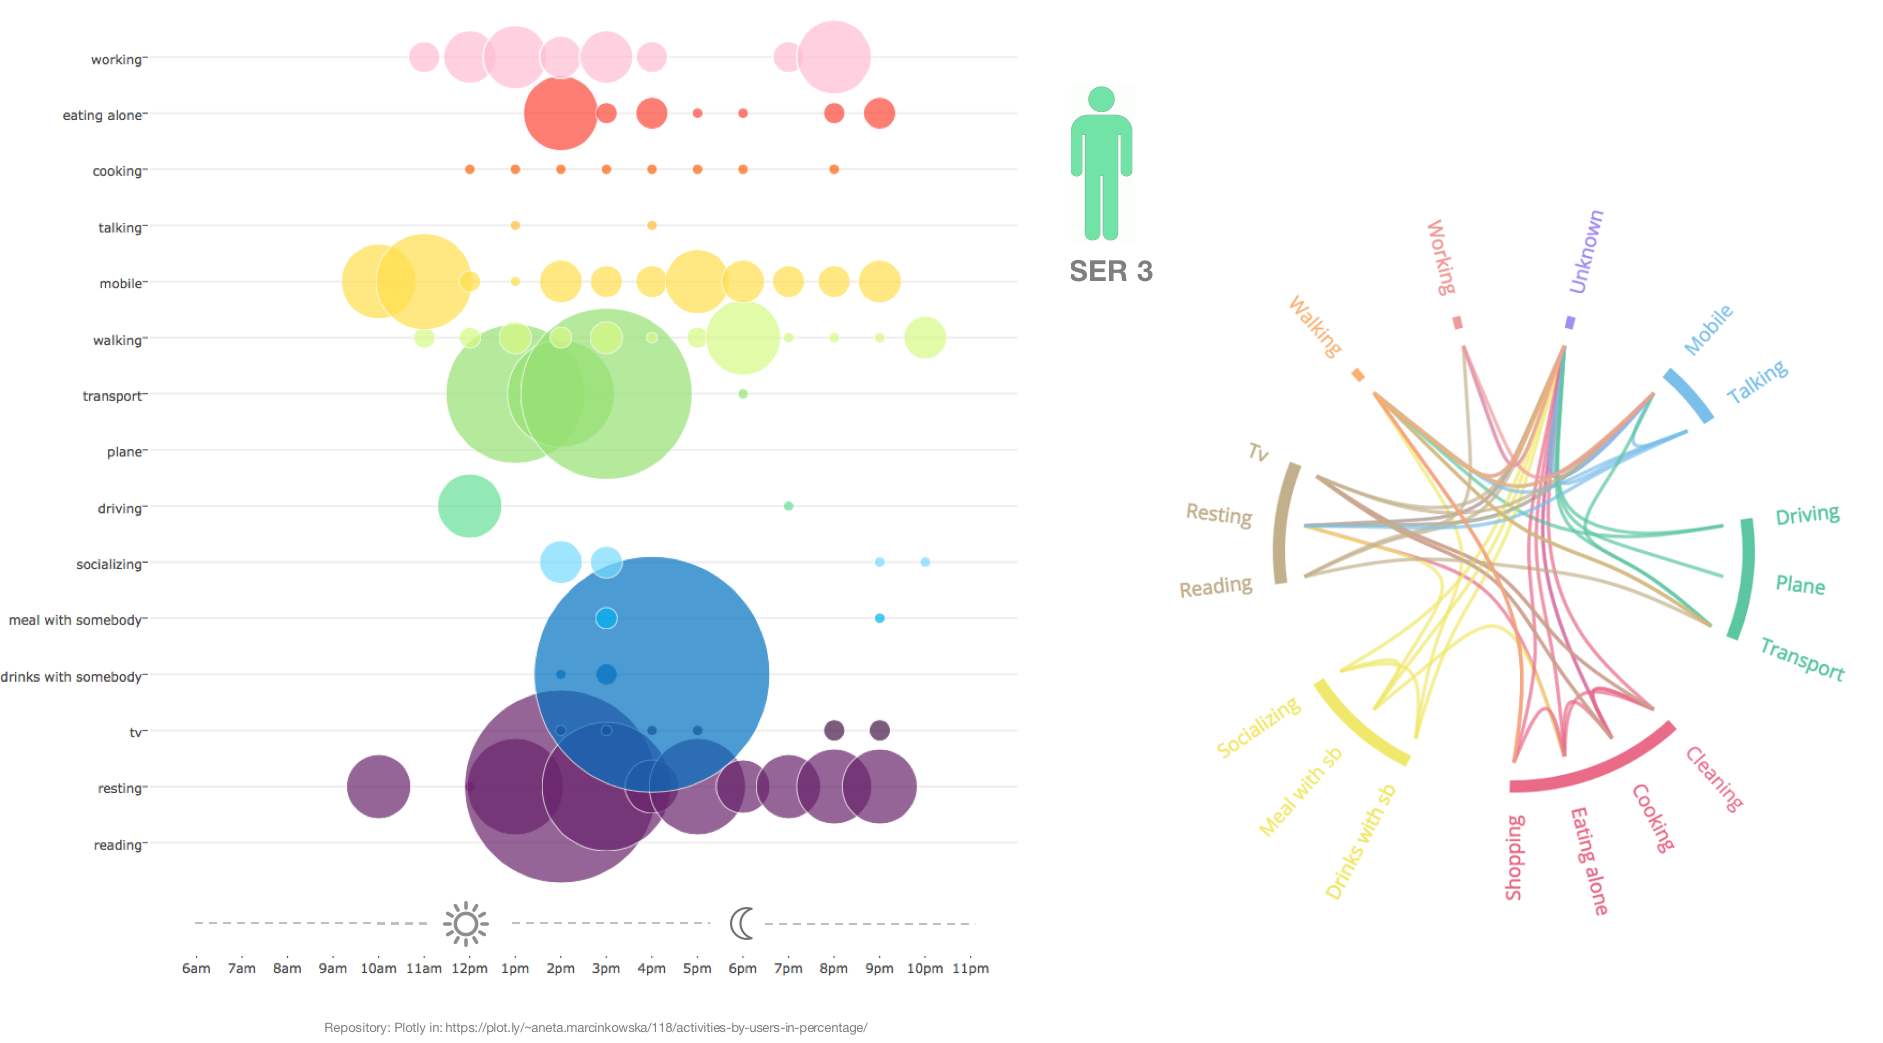 working
eating alone
cooking
talking
mobile
walking
transport
plane
driving
socializing
meal with somebody
drinks with somebody
tv
resting
reading
6am 7am 8am 9am 10am 11am 12pm 1pm 2pm 3pm 4pm 5pm 6pm 7pm 8pm 9pm 10pm 11pm
Repository: Plotly in: https://plot.ly/~aneta.marcinkowska/118/activities-by-users-in-percentage/
SER 3
Working
Unknown
Mobile
Talking
Driving
Plane
Transport
Cleaning
Cooking
Eating alone
Shopping
Drinks with sb
Meal with sb
Socializing
Reading
Resting
Tv
Walking